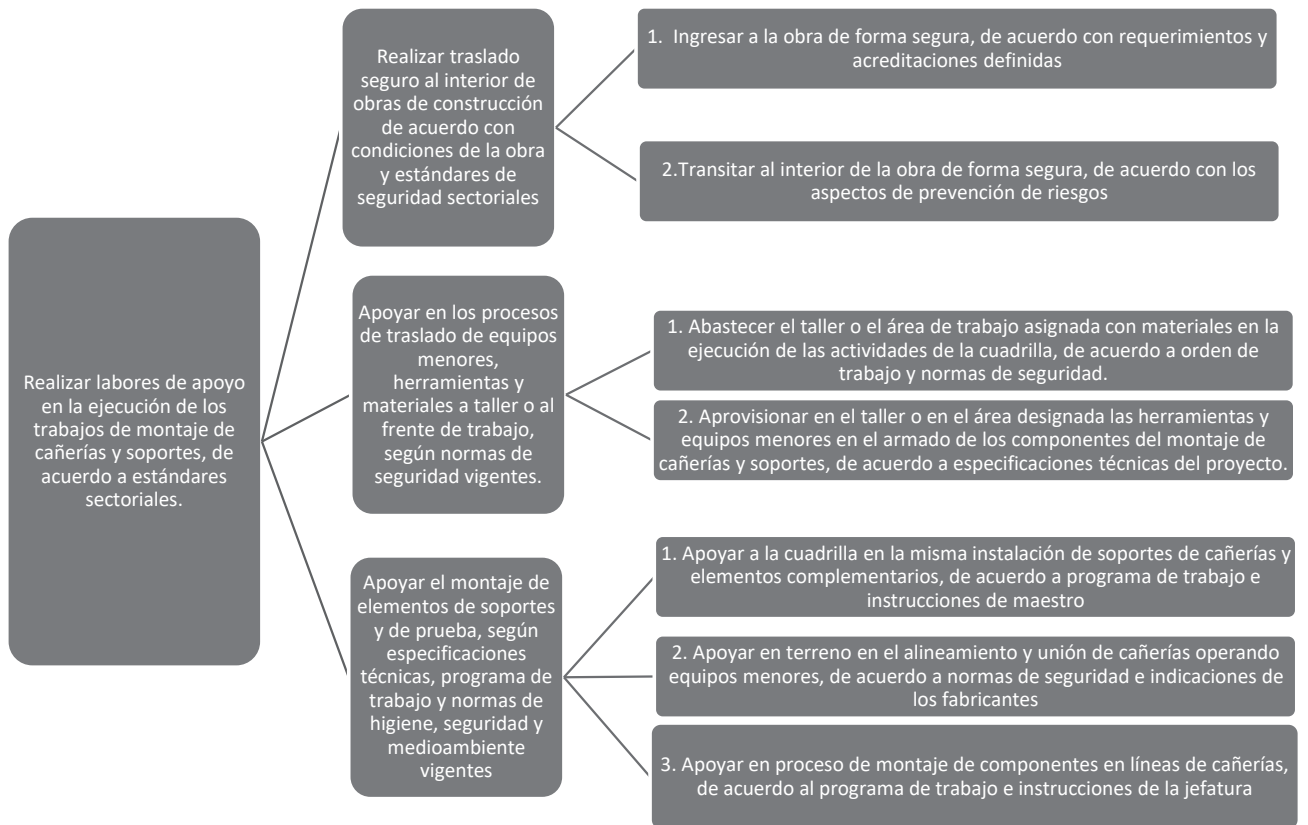 Realizar labores de apoyo
en la ejecución de los
trabajos de montaje de
cañerías y soportes, de
acuerdo a estándares
sectoriales.
Realizar traslado
seguro al interior de
obras de construcción
de acuerdo con
condiciones de la obra
y estándares de
seguridad sectoriales
1. Ingresar a la obra de forma segura, de acuerdo con requerimientos y
acreditaciones definidas
2.Transitar al interior de la obra de forma segura, de acuerdo con los
aspectos de prevención de riesgos
Apoyar en los procesos
de traslado de equipos
menores,
herramientas y
materiales a taller o al
frente de trabajo,
según normas de
seguridad vigentes.
1. Abastecer el taller o el área de trabajo asignada con materiales en la
ejecución de las actividades de la cuadrilla, de acuerdo a orden de
trabajo y normas de seguridad.
2. Aprovisionar en el taller o en el área designada las herramientas y
equipos menores en el armado de los componentes del montaje de
cañerías y soportes, de acuerdo a especificaciones técnicas del proyecto.
Apoyar el montaje de
elementos de soportes
y de prueba, según
especificaciones
técnicas, programa de
trabajo y normas de
higiene, seguridad y
medioambiente
vigentes
1. Apoyar a la cuadrilla en la misma instalación de soportes de cañerías y
elementos complementarios, de acuerdo a programa de trabajo e
instrucciones de maestro
2. Apoyar en terreno en el alineamiento y unión de cañerías operando
equipos menores, de acuerdo a normas de seguridad e indicaciones de
los fabricantes
3. Apoyar en proceso de montaje de componentes en líneas de cañerías,
de acuerdo al programa de trabajo e instrucciones de la jefatura